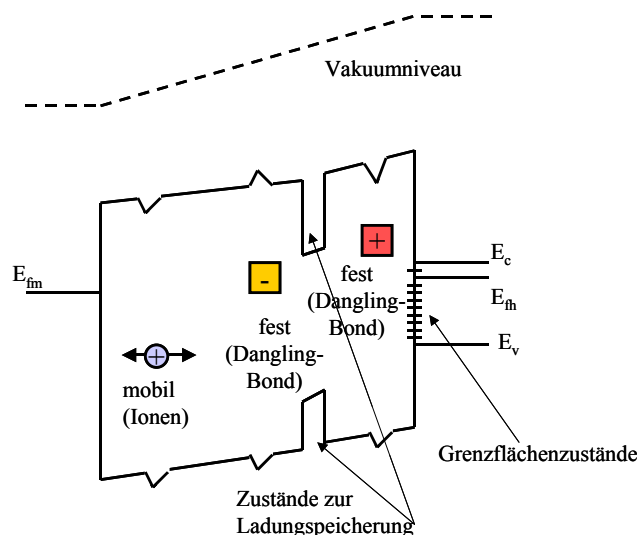 Vakuumniveau
E_fm
+
-
fest
(Dangling-
Bond)
fest
(Dangling-
Bond)
+
mobil
(Ionen)
E_c
E_fh
E_v
Grenzflächenzustände
Zustände zur
Ladungspeicherung